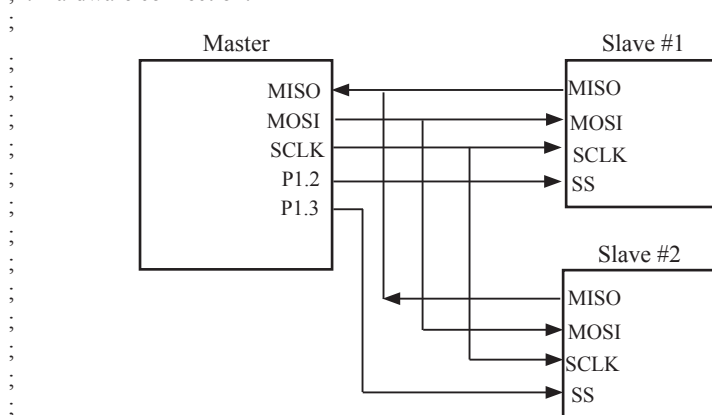 ;
;
Master Slave #1
;
; MISO MISO
; MOSI MOSI
; SCLK SCLK
; P1.2 SS
; P1.3
;
;
; Slave #2
;
; MISO
; MOSI
; SCLK
; SS
;